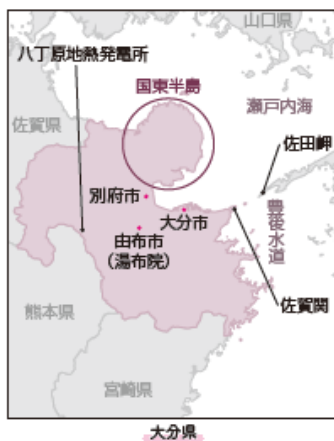 山口県
八丁原地熱発電所
国東半島
瀬戸内海
佐賀県
佐田岬
別府市
大分市
豊後水道
由布市
(湯布院)
佐賀関
熊本県
宮崎県
大分県